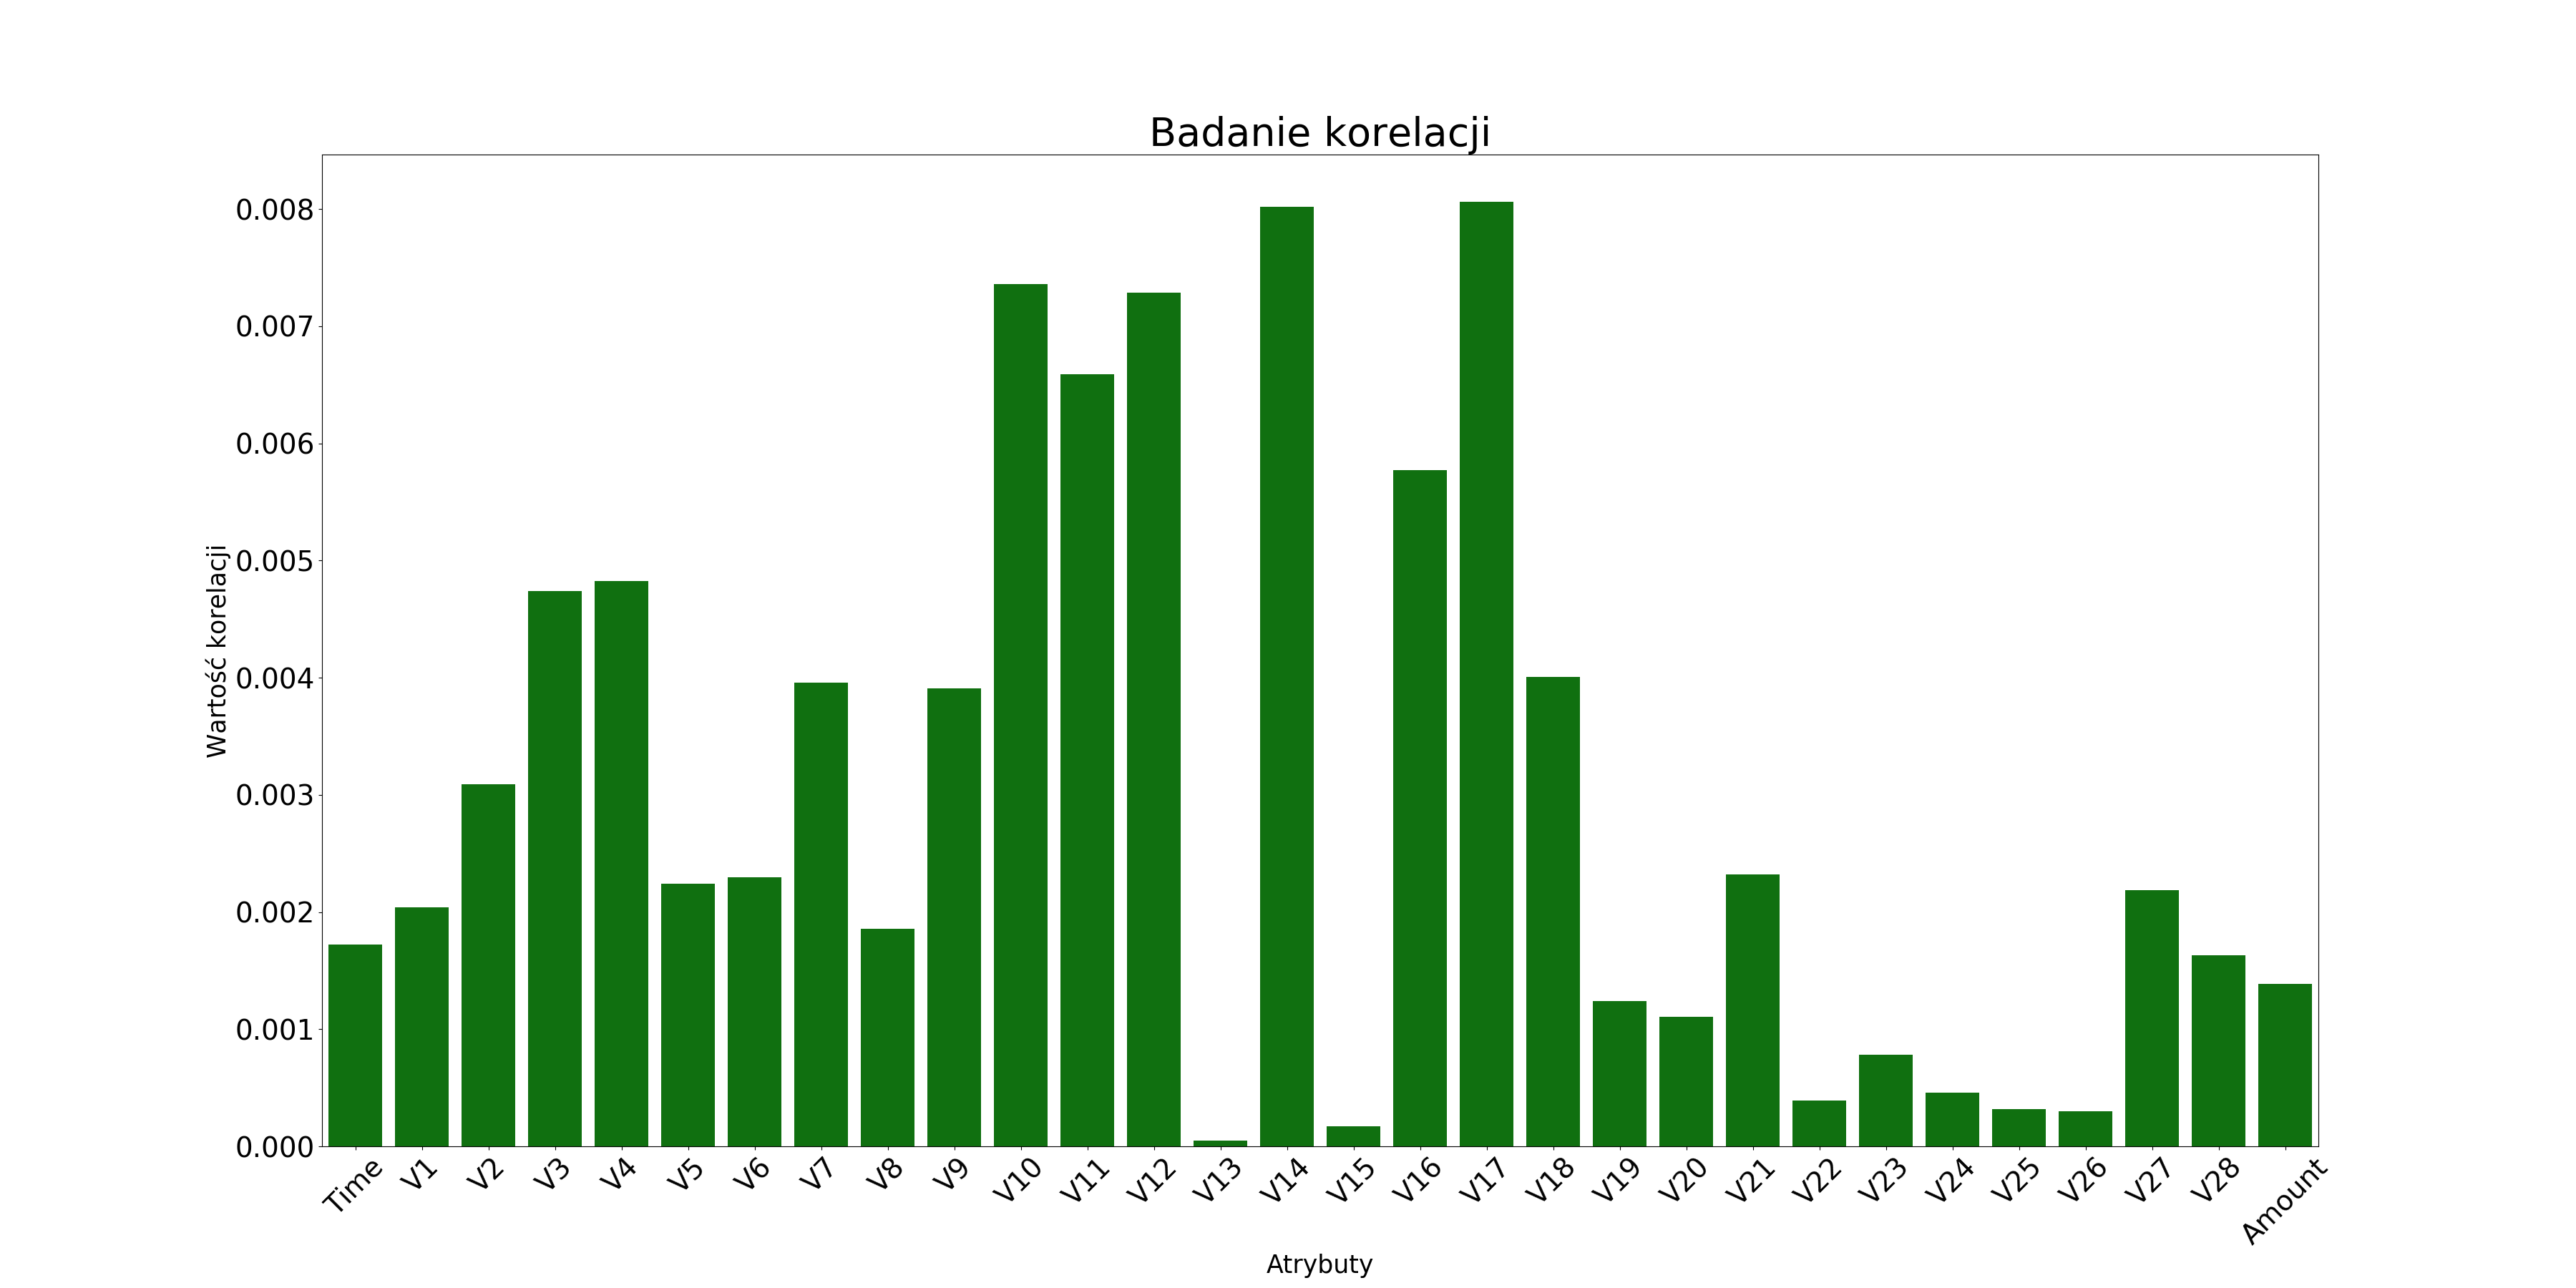 Badanie korelacji
Wartość korelacji
0.008
0.007
0.006
0.005
0.004
0.003
0.002
0.001
0.000
Time V1 V2 V3 V4 V5 V6 V7 V8 V9 V10 V11 V12 V13 V14 V15 V16 V17 V18 V19 V20 V21 V22 V23 V24 V25 V26 V27 V28 Amount
Atrybuty